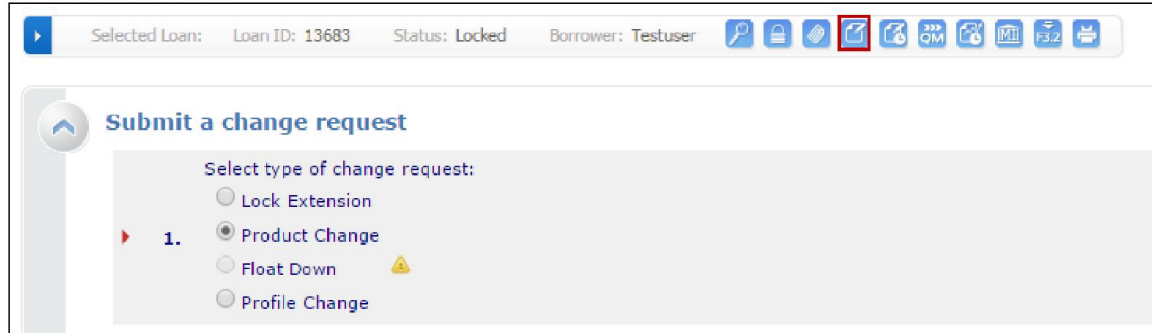 Selected Loan: Loan ID: 13683 Status: Locked Borrower: Testuser QM MI F3.2
Submit a change request
Select type of change request:
Lock Extension
1. Product Change
Float Down
Profile Change